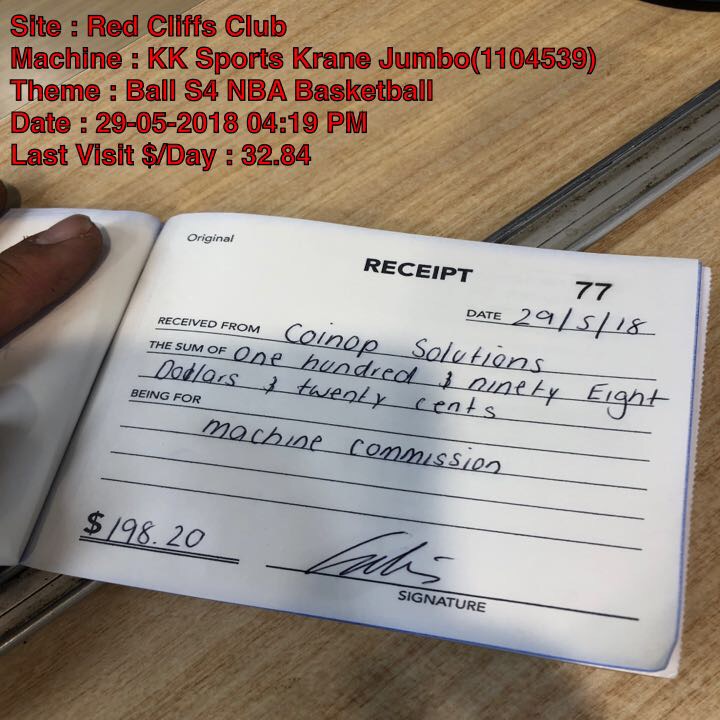 Site : Red Cliffs Club
Machine : KK Sports Krane Jumbo(1104539)
Theme : Ball S4 NBA Basketball
Date : 29-05-2018 04:19 PM
Last Visit $/Day : 32.84
Original
RECEIPT 77
DATE 29/5/18
RECEIVED FROM Coinop Solutions
THE SUM OF one hundred & ninety Eight
Dollars & twenty cents
BEING FOR
machine commission
$198.20
SIGNATURE